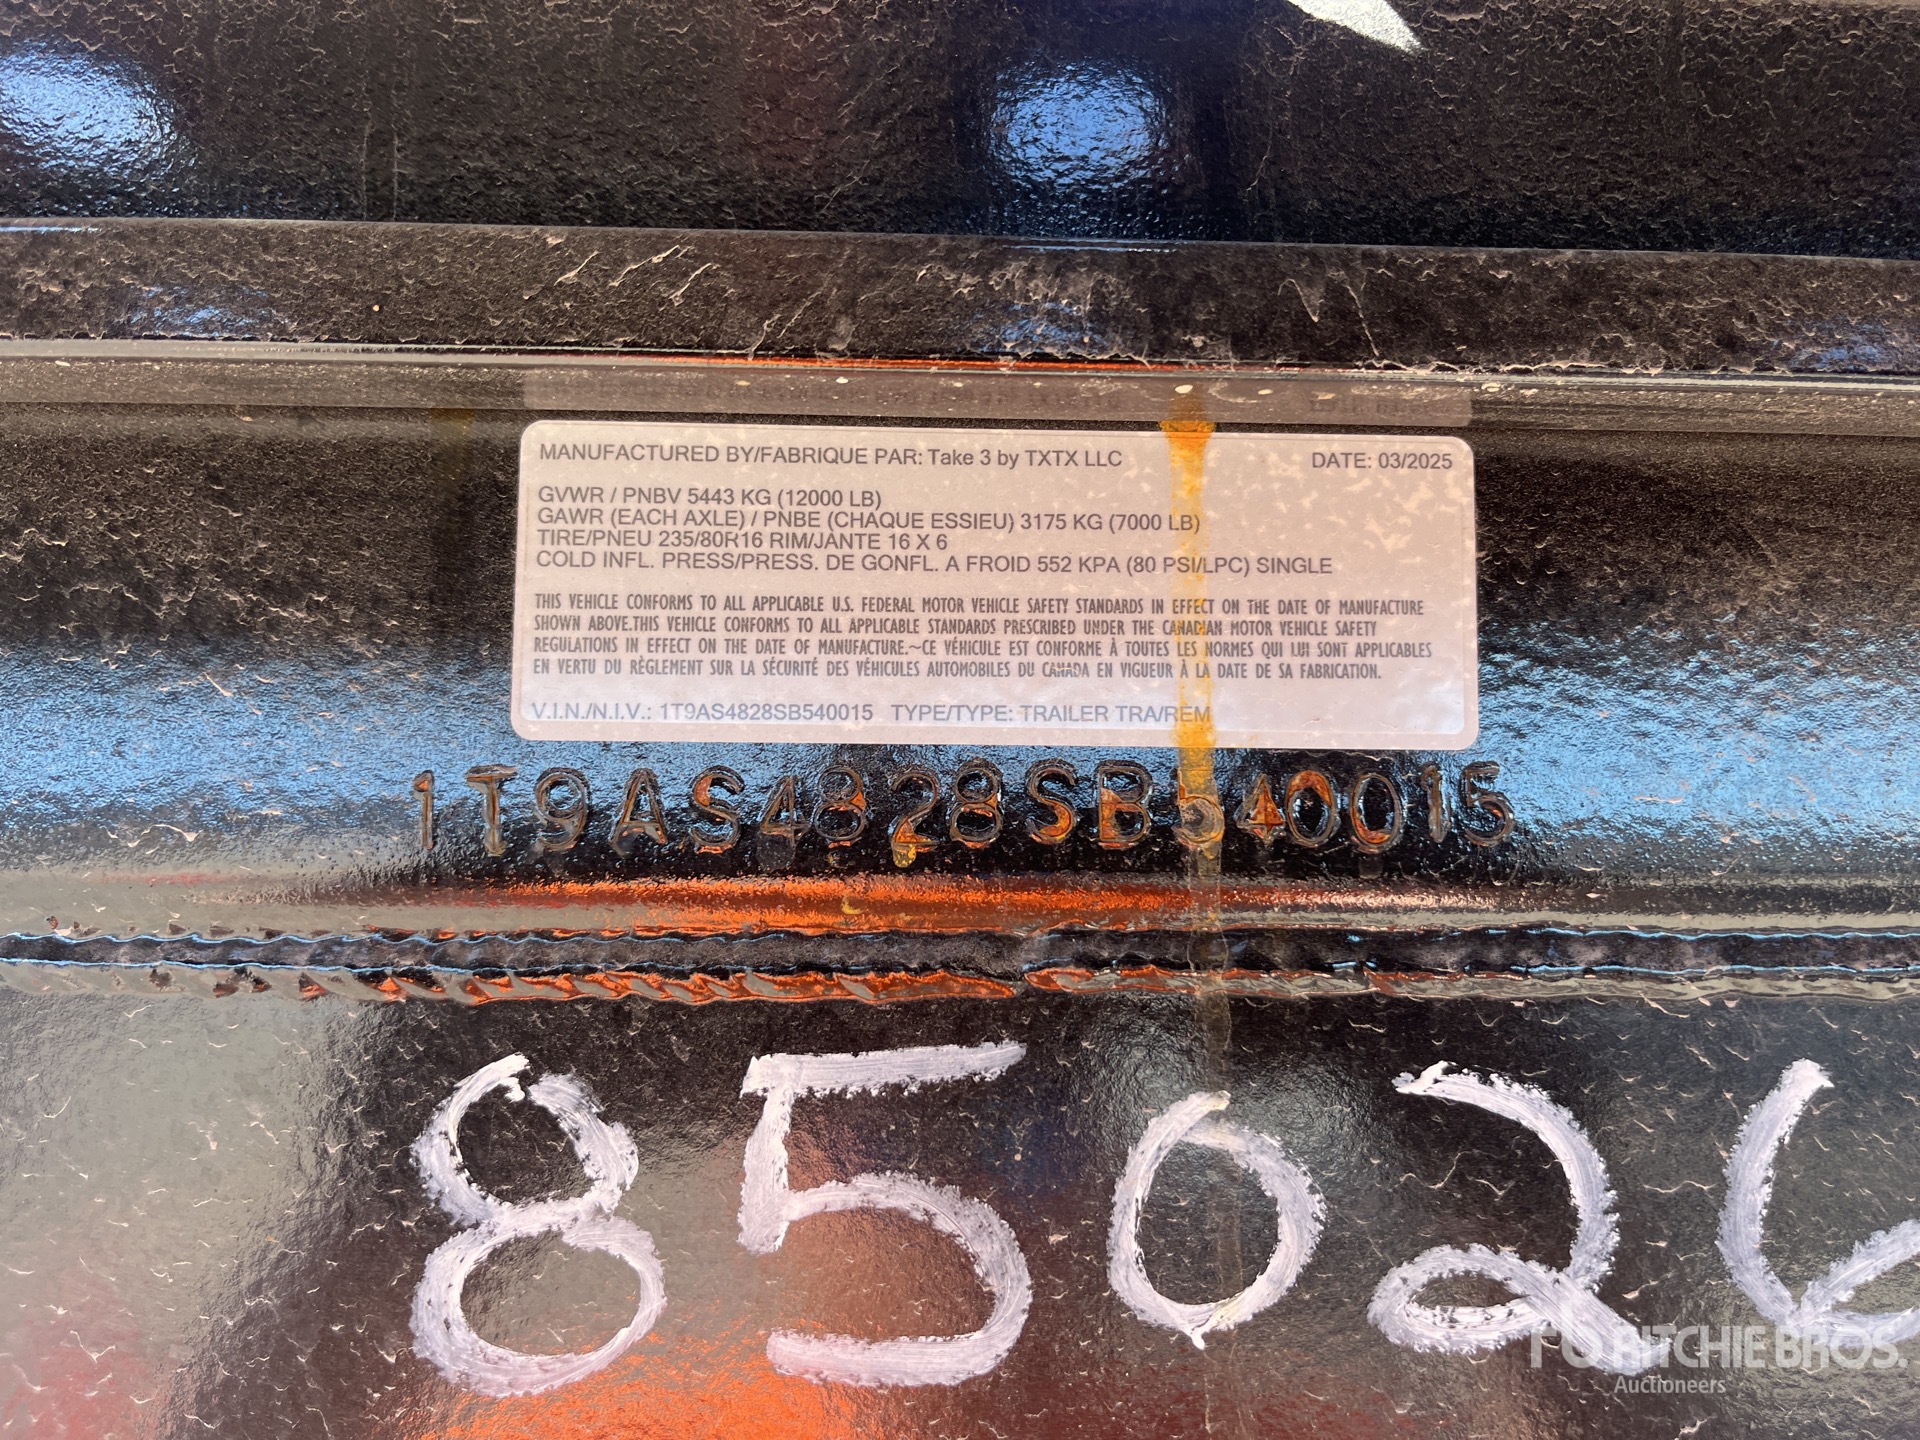 MANUFACTURED BY/FABRIQUE PAR: Take 3 by TXTX LLC DATE: 03/2025
GVWR / PNBV 5443 KG (12000 LB)
GAWR (EACH AXLE) / PNBE (CHAQUE ESSIEU) 3175 KG (7000 LB)
TIRE/PNEU 235/80R16 RIM/JANTE 16 X 6
COLD INFL. PRESS/PRESS. DE GONFL. A FROID 552 KPA (80 PSI/LPC) SINGLE
THIS VEHICLE CONFORMS TO ALL APPLICABLE U.S. FEDERAL MOTOR VEHICLE SAFETY STANDARDS IN EFFECT ON THE DATE OF MANUFACTURE
SHOWN ABOVE.THIS VEHICLE CONFORMS TO ALL APPLICABLE STANDARDS PRESCRIBED UNDER THE CANADIAN MOTOR VEHICLE SAFETY
REGULATIONS IN EFFECT ON THE DATE OF MANUFACTURE.~CE VÉHICULE EST CONFORME À TOUTES LES NORMES QUI LUI SONT APPLICABLES
EN VERTU DU RÈGLEMENT SUR LA SÉCURITÉ DES VÉHICULES AUTOMOBILES DU CANADA EN VIGUEUR À LA DATE DE SA FABRICATION.
V.I.N./N.I.V.: 1T9AS4828SB540015 TYPE/TYPE: TRAILER TRA/REM
1T9AS4828SB540015
85026
RITCHIE BROS.
Auctioneers